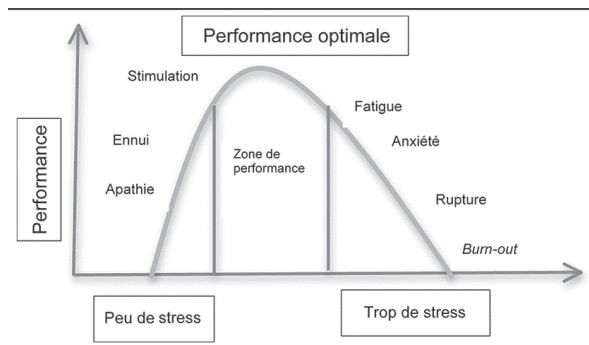 Performance optimale
Stimulation
Fatigue
Ennui
Anxiété
Zone de
performance
Apathie
Performance
Rupture
Burn-out
Peu de stress
Trop de stress